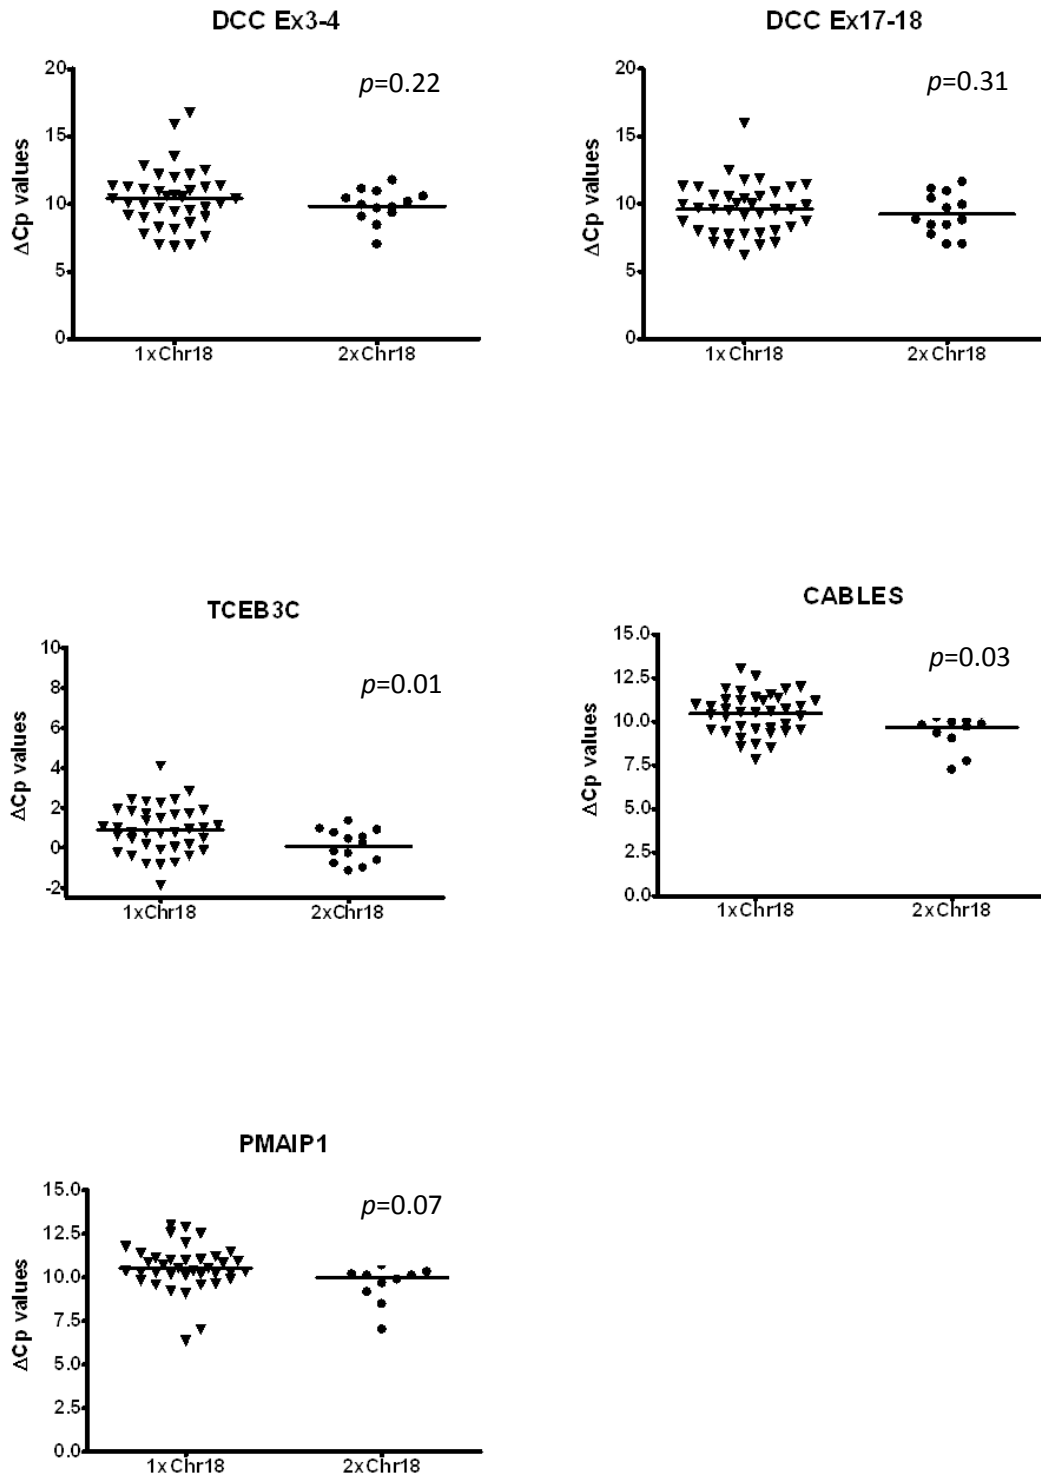 DCC Ex3-4
20
15
10
5
0
ΔCp values
p=0.22
1xChr18
2xChr18
DCC Ex17-18
20
15
10
5
0
ΔCp values
p=0.31
1xChr18
2xChr18
TCEB3C
10
8
6
4
2
0
-2
ΔCp values
p=0.01
1xChr18
2xChr18
CABLES
15.0
12.5
10.0
7.5
5.0
2.5
0.0
ΔCp values
p=0.03
1xChr18
2xChr18
PMAIP1
15.0
12.5
10.0
7.5
5.0
2.5
0.0
ΔCp values
p=0.07
1xChr18
2xChr18